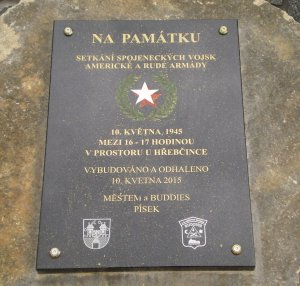 NA PAMÁTKU
SETKÁNÍ SPOJENECKÝCH VOJSK
AMERICKÉ A RUDÉ ARMÁDY
10. KVĚTNA, 1945
MEZI 16 - 17 HODINOU
V PROSTORU U HŘEBČINCE
VYBUDOVÁNO A ODHALENO
10. KVETNA 2015
MĚSTEM a BUDDIES
PÍSEK